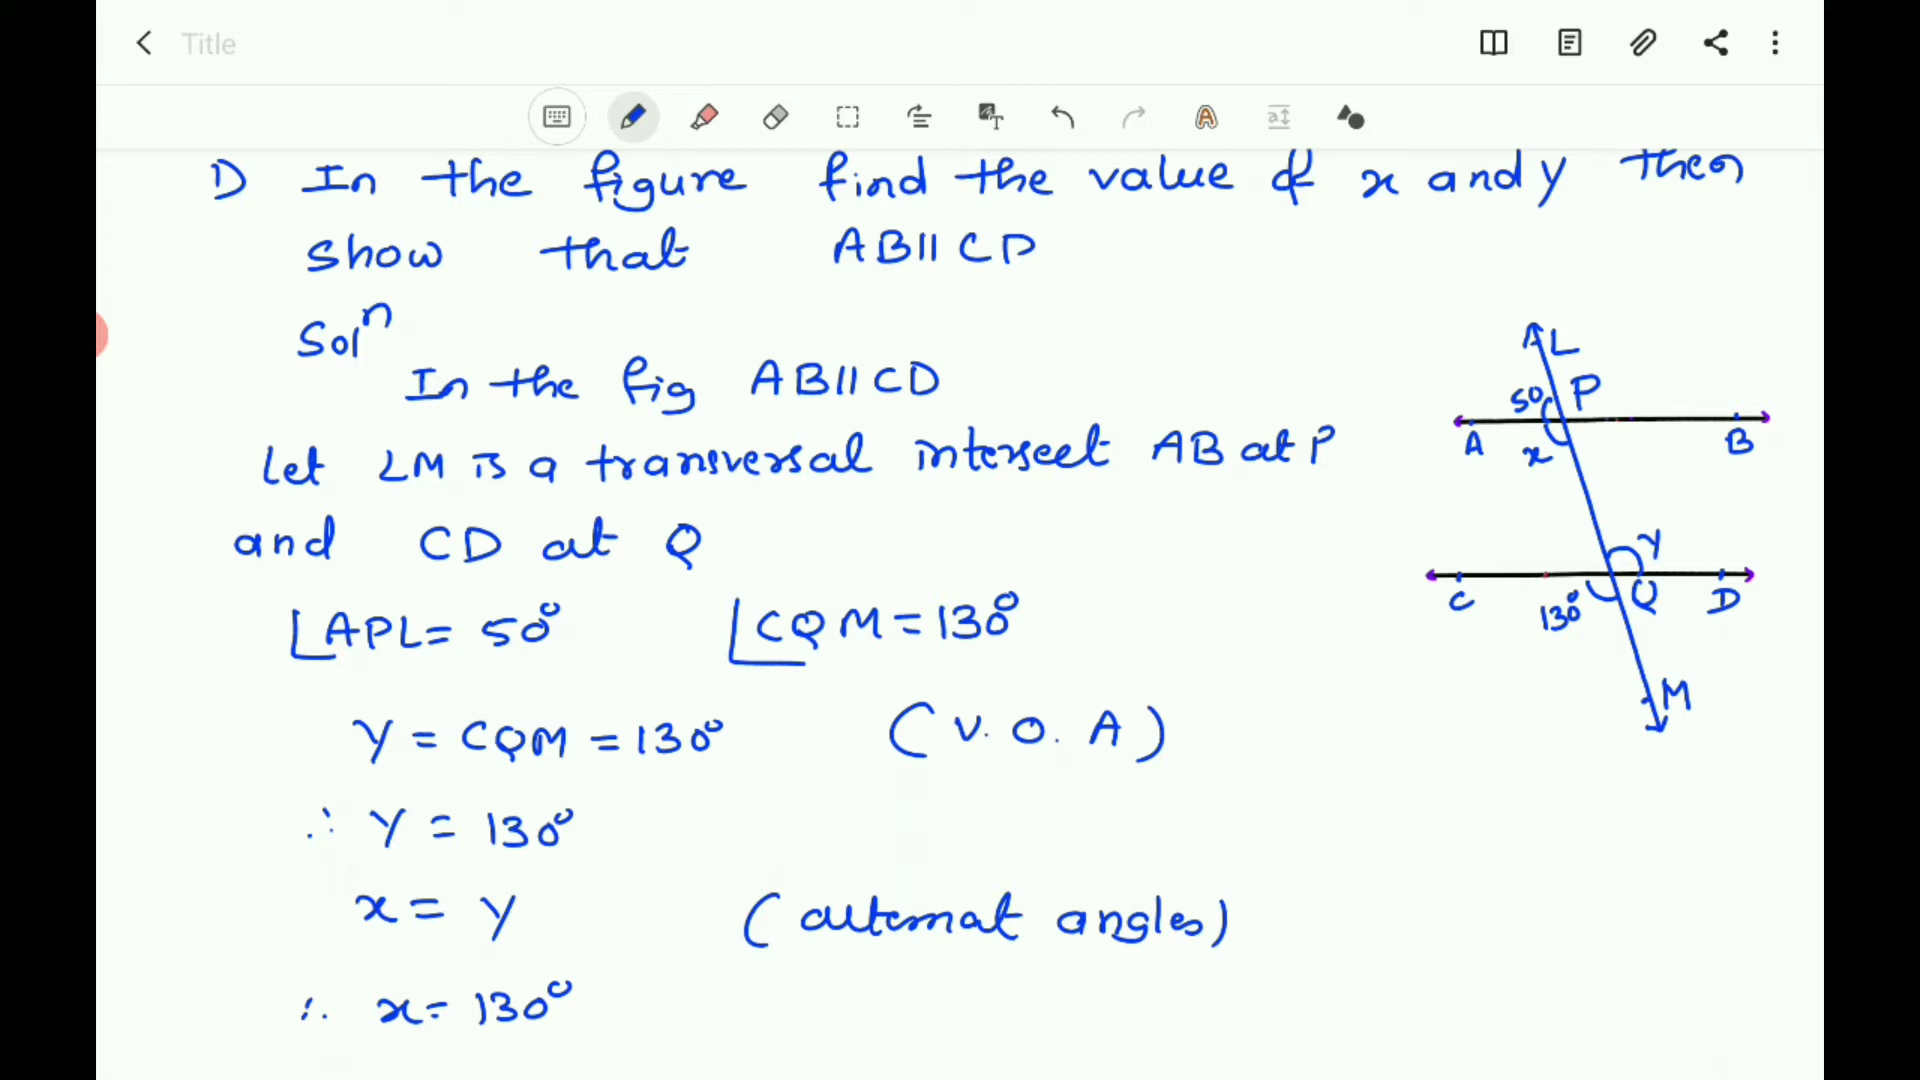 Title
1) In the figure find the value of x and y then
show that AB||CD
Solⁿ
In the fig AB||CD
Let LM is a transversal intersect AB at P
and CD at Q
∠APL = 50° ∠CQM = 130°
y = CQM = 130° (V.O.A)
∴ y = 130°
x = y (alternat angles)
∴ x = 130°
L
50 P
A x B
y
C 130° Q D
M